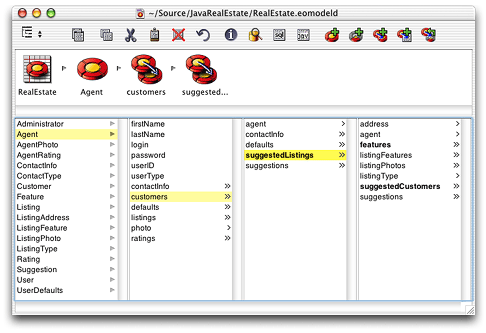 ~/Source/JavaRealEstate/RealEstate.eomodeld
SQL
RealEstate
Agent
customers
suggested...
Administrator
Agent
AgentPhoto
AgentRating
ContactInfo
ContactType
Customer
Feature
Listing
ListingAddress
ListingFeature
ListingPhoto
ListingType
Rating
Suggestion
User
UserDefaults
firstName
lastName
login
password
userID
userType
contactInfo
customers
defaults
listings
photo
ratings
agent
contactInfo
defaults
suggestedListings
suggestions
address
agent
features
listingFeatures
listingPhotos
listingType
suggestedCustomers
suggestions